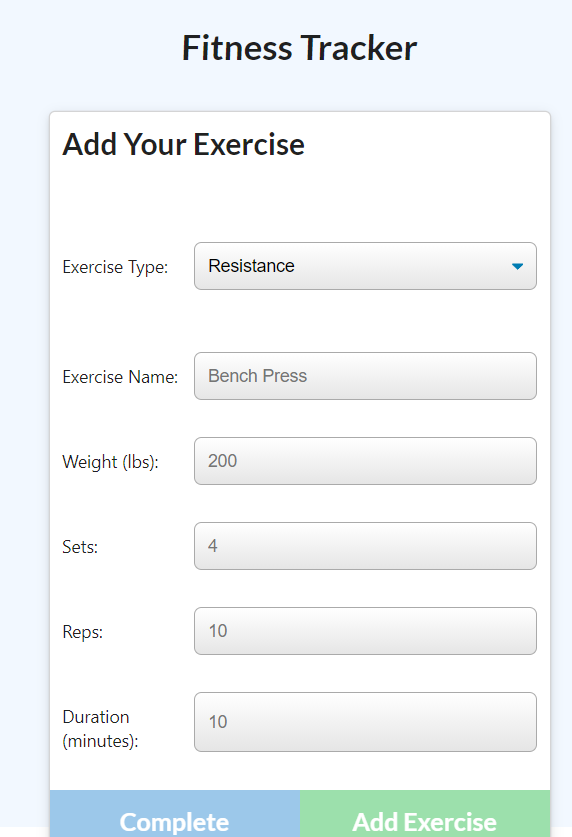 Fitness Tracker
Add Your Exercise
Exercise Type: Resistance
Exercise Name: Bench Press
Weight (lbs): 200
Sets: 4
Reps: 10
Duration
(minutes): 10
Complete Add Exercise